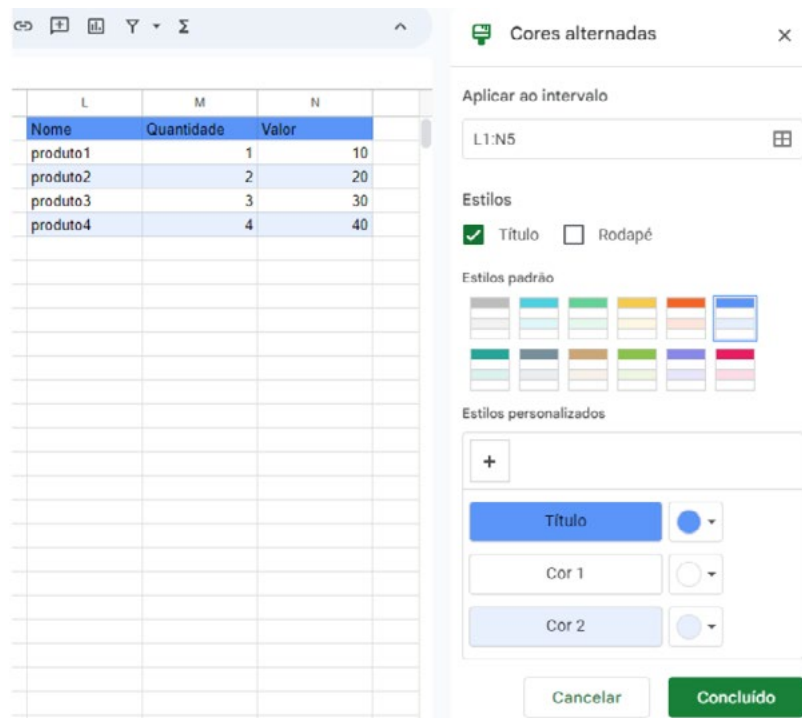 Cores alternadas
Aplicar ao intervalo
L1:N5
Estilos
Título Rodapé
Estilos padrão
Estilos personalizados
+
Título
Cor 1
Cor 2
Cancelar Concluído
L M N
Nome Quantidade Valor
produto1 1 10
produto2 2 20
produto3 3 30
produto4 4 40